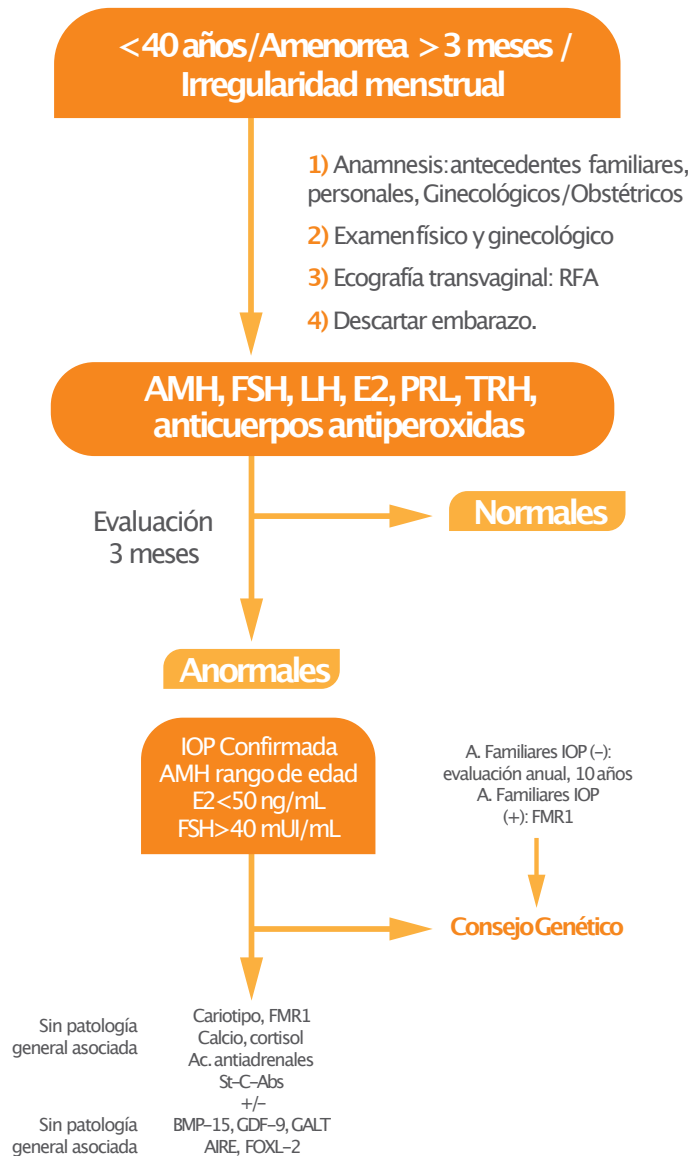 <40 años/Amenorrea >3 meses /
Irregularidad menstrual
1) Anamnesis: antecedentes familiares,
personales, Ginecológicos/Obstétricos
2) Examen físico y ginecológico
3) Ecografía transvaginal: RFA
4) Descartar embarazo.
AMH, FSH, LH, E2, PRL, TRH,
anticuerpos antiperoxidas
Evaluación
3 meses
Normales
Anormales
IOP Confirmada
AMH rango de edad
E2<50 ng/mL
FSH>40 mUI/mL
A. Familiares IOP (-):
evaluación anual, 10 años
A. Familiares IOP
(+): FMR1
Consejo Genético
Sin patología
general asociada
Cariotipo, FMR1
Calcio, cortisol
Ac. antiadrenales
St-C-Abs
+/-
Sin patología
general asociada
BMP-15, GDF-9, GALT
AIRE, FOXL-2